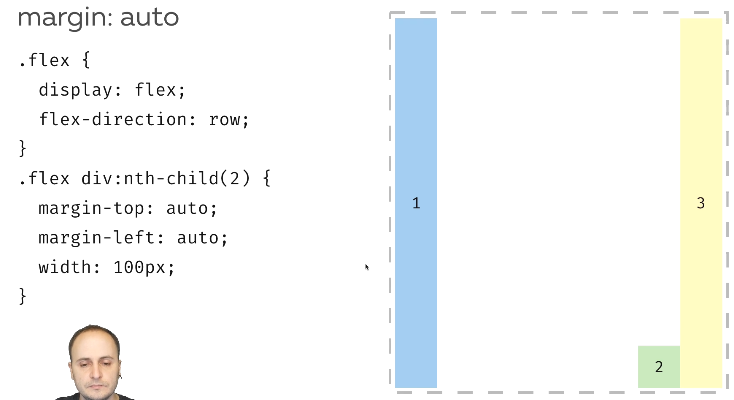 margin: auto
.flex {
display: flex;
flex-direction: row;
}
.flex div:nth-child(2) {
margin-top: auto;
margin-left: auto;
width: 100px;
}
1
3
2